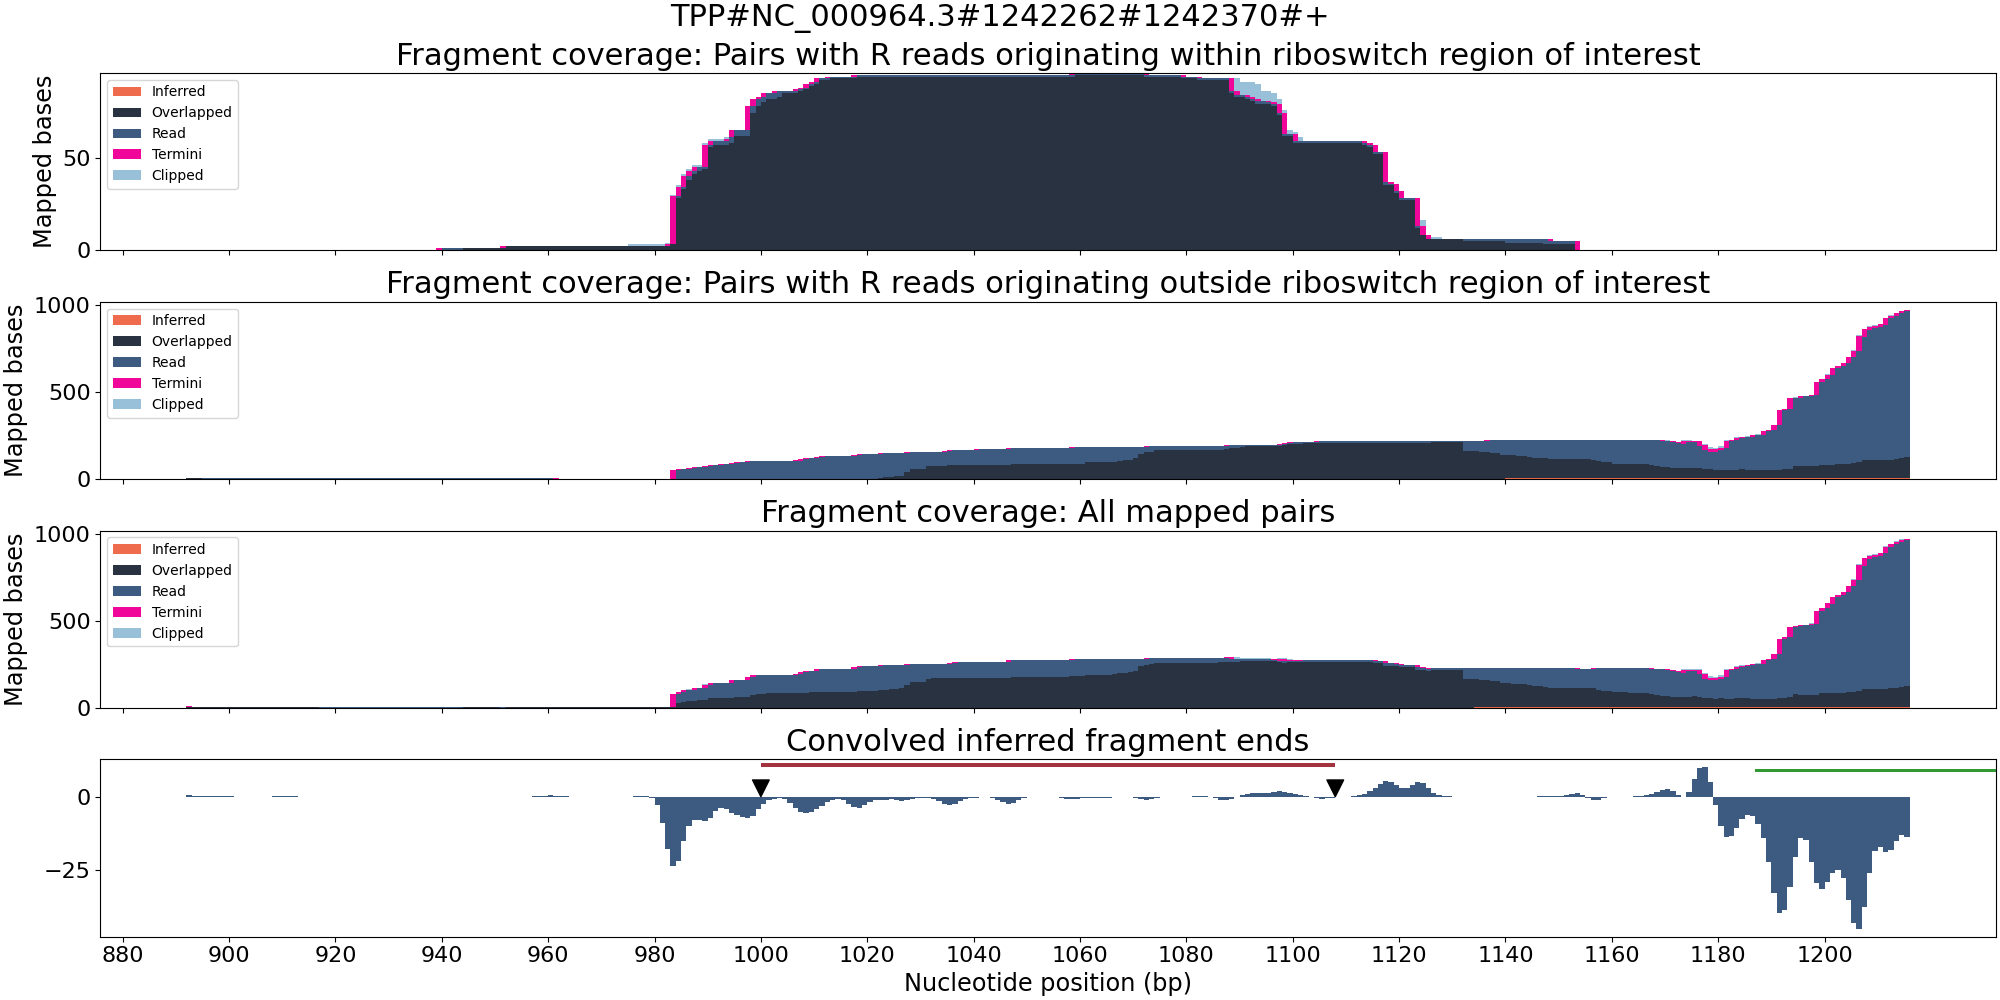 TPP#NC_000964.3#1242262#1242370#+
Fragment coverage: Pairs with R reads originating within riboswitch region of interest
Mapped bases
50
0
Inferred
Overlapped
Read
Termini
Clipped
Fragment coverage: Pairs with R reads originating outside riboswitch region of interest
Mapped bases
1000
500
0
Inferred
Overlapped
Read
Termini
Clipped
Fragment coverage: All mapped pairs
Mapped bases
1000
500
0
Inferred
Overlapped
Read
Termini
Clipped
Convolved inferred fragment ends
0
−25
880 900 920 940 960 980 1000 1020 1040 1060 1080 1100 1120 1140 1160 1180 1200
Nucleotide position (bp)